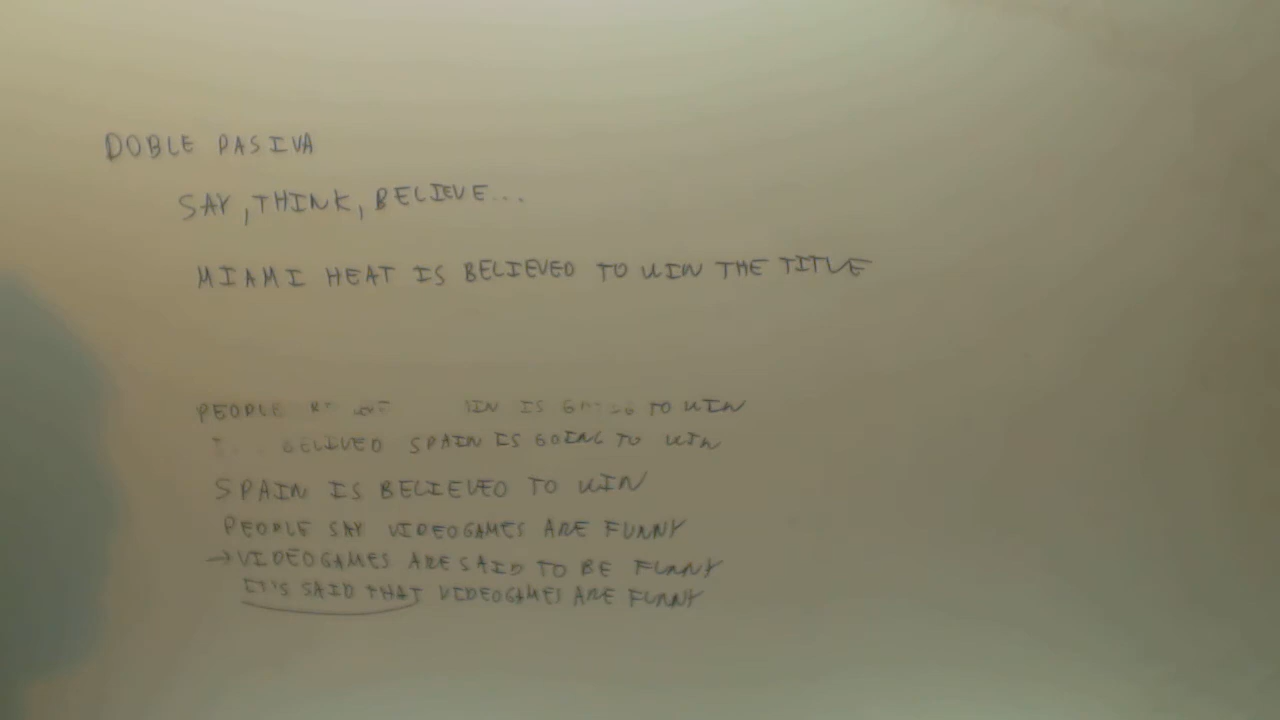 DOBLE PASIVA
SAY, THINK, BELIEVE...
MIAMI HEAT IS BELIEVED TO WIN THE TITLE
PEOPLE IS TO WIN
BELIVED SPAIN IS GOING TO WIN
SPAIN IS BELIEVED TO WIN
PEOPLE SAY VIDEOGAMES ARE FUNNY
→VIDEOGAMES ARE SAID TO BE FUNNY
IT'S SAID THAT VIDEOGAMES ARE FUNNY